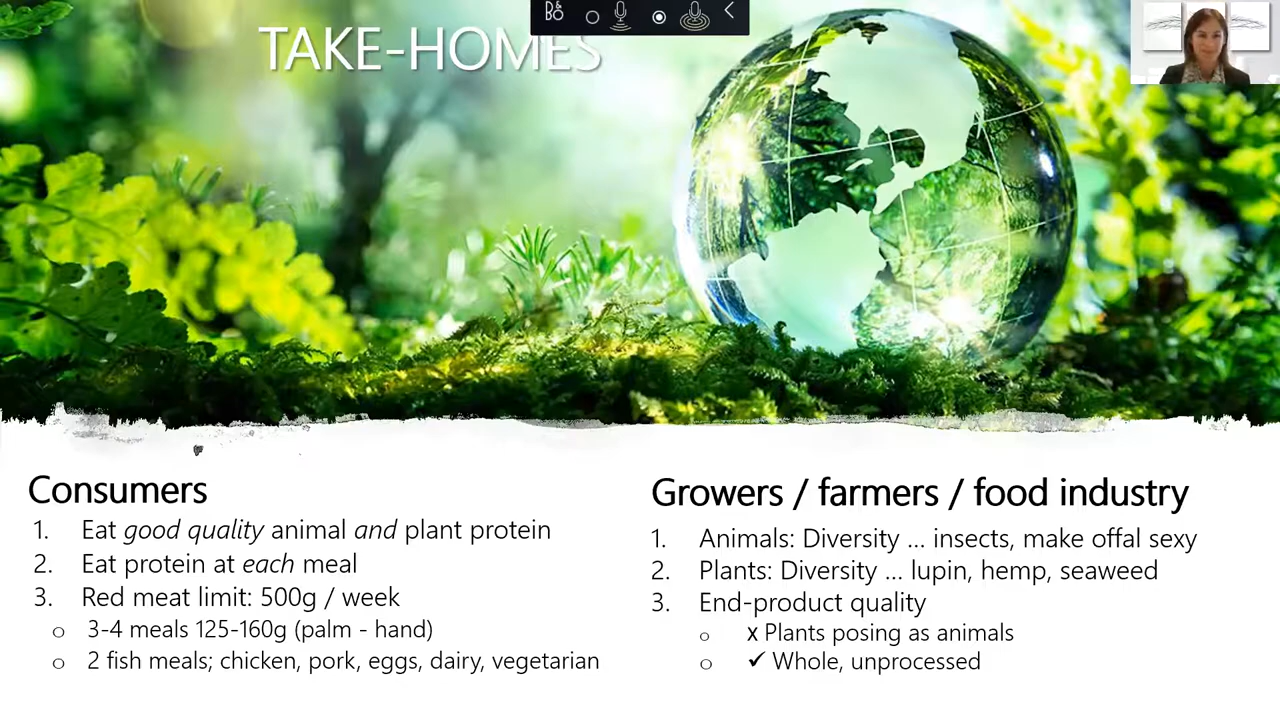 B&O
TAKE-HOMES
Consumers
1. Eat good quality animal and plant protein
2. Eat protein at each meal
3. Red meat limit: 500g / week
o 3-4 meals 125-160g (palm - hand)
o 2 fish meals; chicken, pork, eggs, dairy, vegetarian
Growers / farmers / food industry
1. Animals: Diversity ... insects, make offal sexy
2. Plants: Diversity ... lupin, hemp, seaweed
3. End-product quality
o x Plants posing as animals
o ✓ Whole, unprocessed